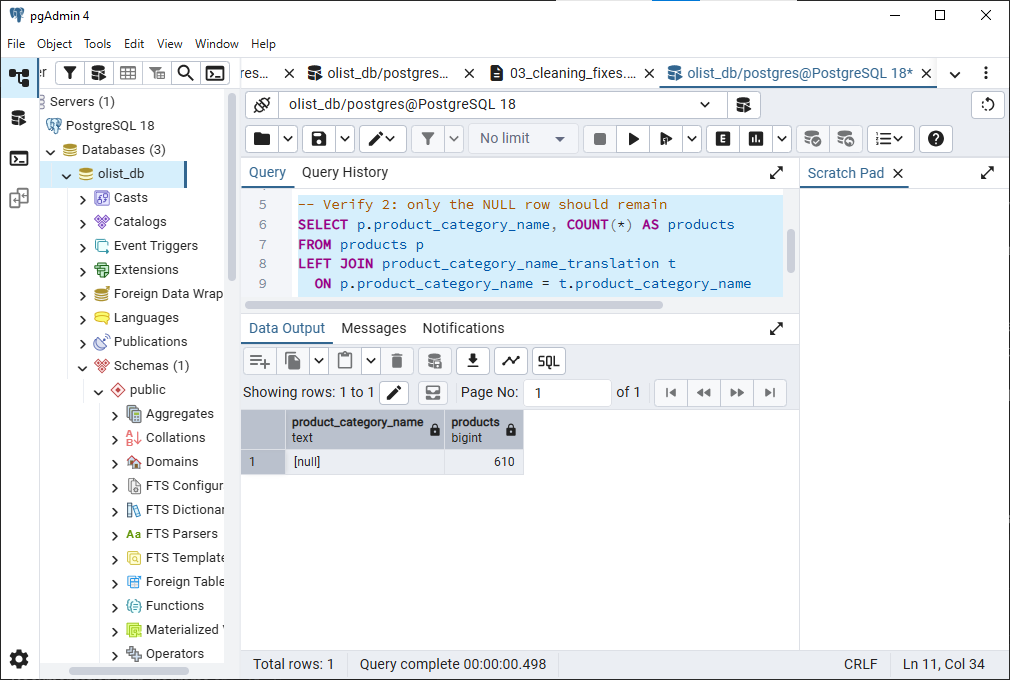 pgAdmin 4
File Object Tools Edit View Window Help
er
res...
olist_db/postgres...
03_cleaning_fixes....
olist_db/postgres@PostgreSQL 18*
olist_db/postgres@PostgreSQL 18
No limit
E
Servers (1)
PostgreSQL 18
Databases (3)
olist_db
Casts
Catalogs
Event Triggers
Extensions
Foreign Data Wrap
Languages
Publications
Schemas (1)
public
Aggregates
Collations
Domains
FTS Configur
FTS Dictionar
Aa FTS Parsers
FTS Template
Foreign Table
Functions
Materialized
Operators
Query Query History
Scratch Pad
5 -- Verify 2: only the NULL row should remain
6 SELECT p.product_category_name, COUNT(*) AS products
7 FROM products p
8 LEFT JOIN product_category_name_translation t
9 ON p.product_category_name = t.product_category_name
Data Output Messages Notifications
SQL
Showing rows: 1 to 1 Page No: 1 of 1
product_category_name products
text bigint
1 [null] 610
Total rows: 1 Query complete 00:00:00.498 CRLF Ln 11, Col 34